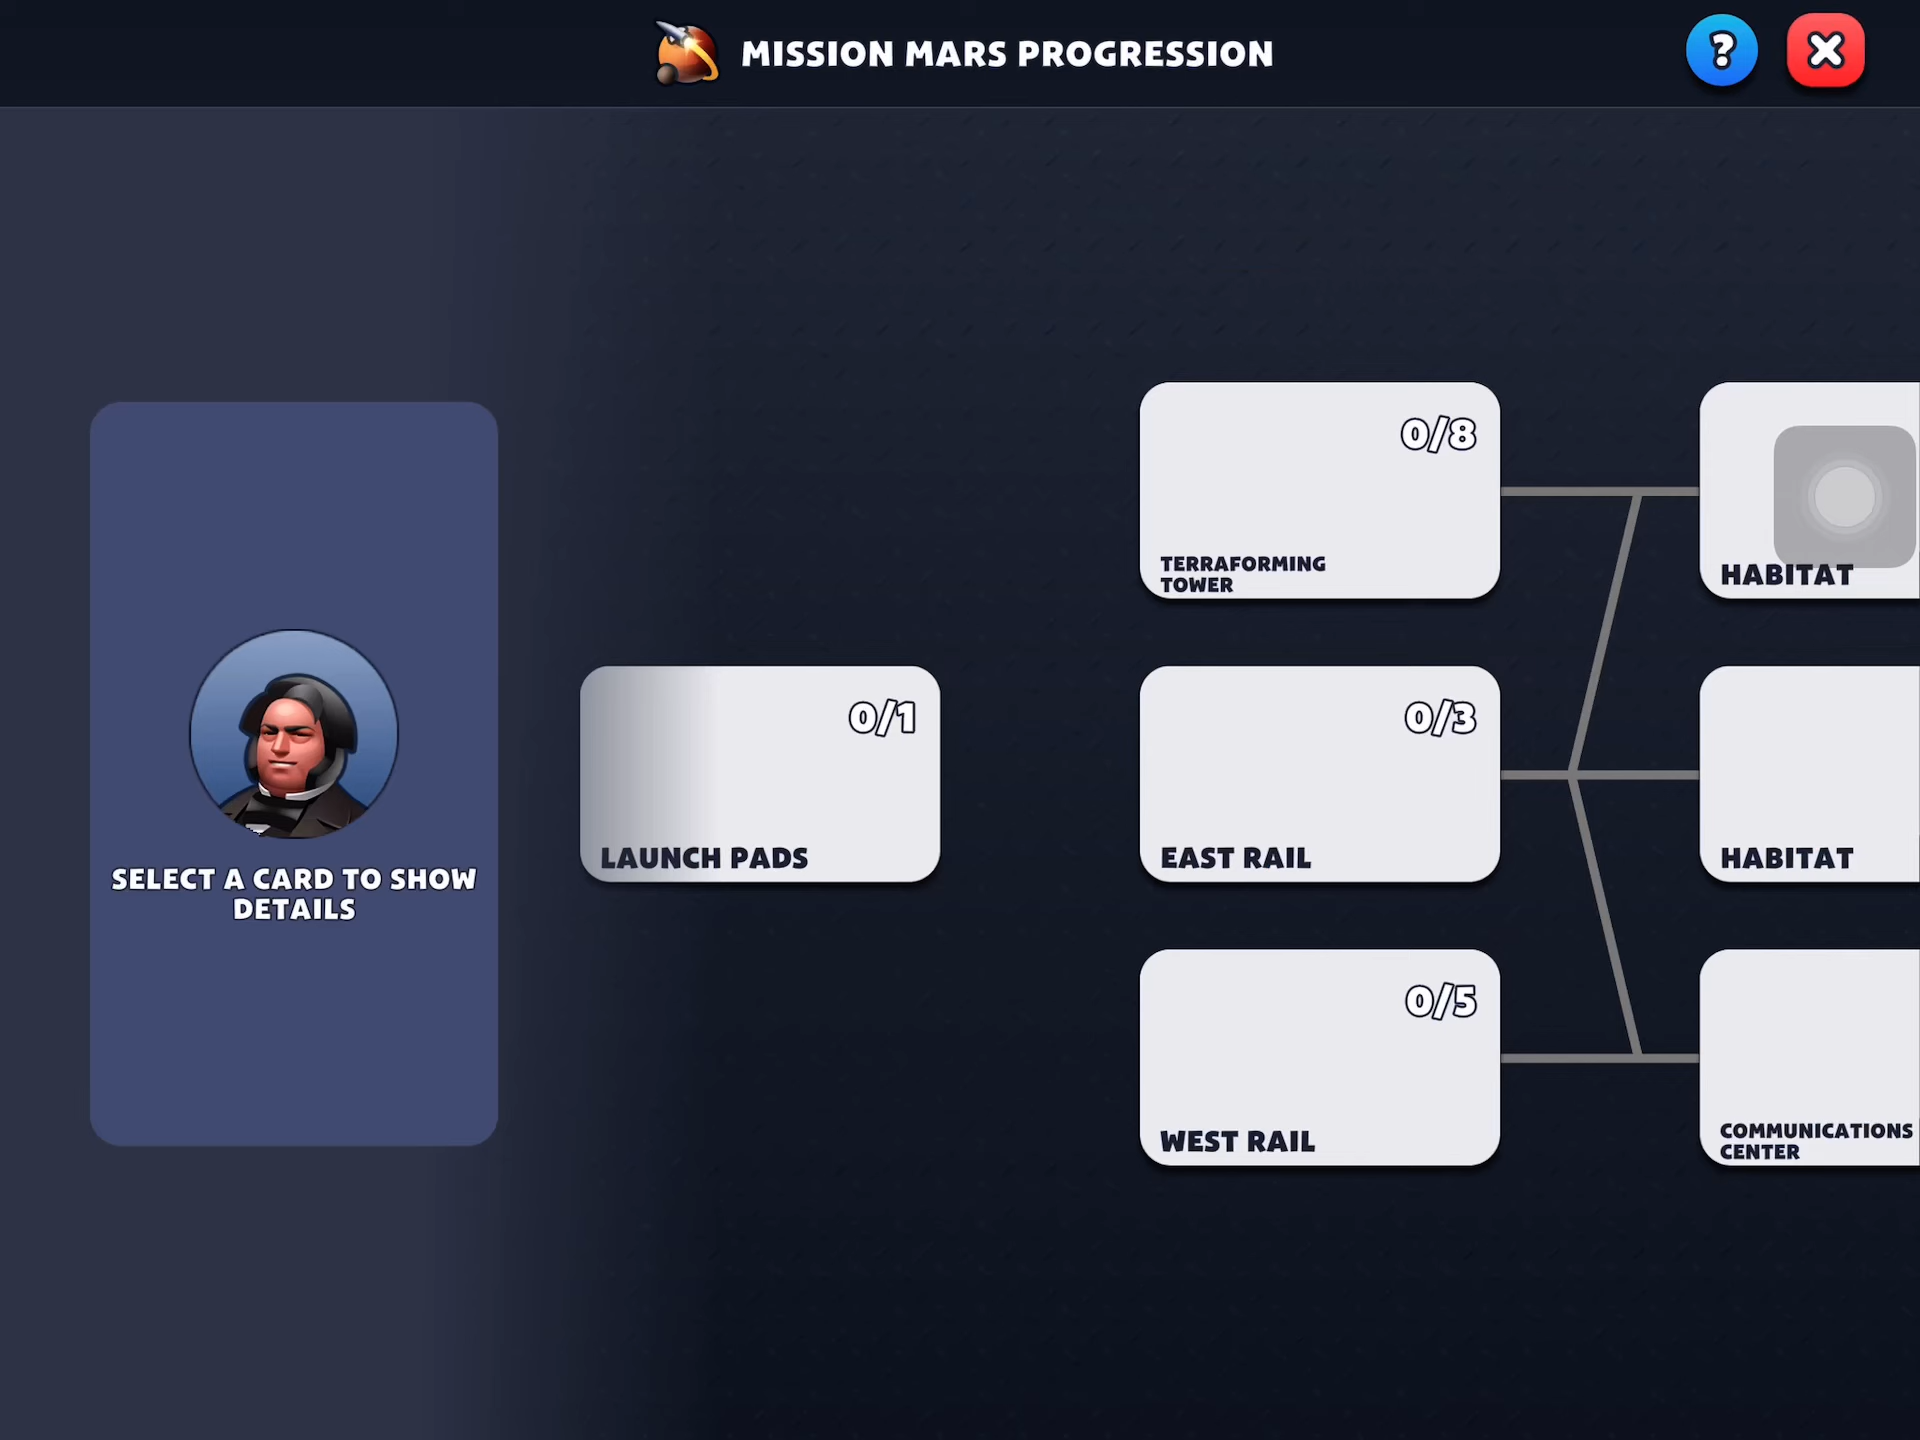 MISSION MARS PROGRESSION
?
0/8
TERRAFORMING
TOWER
HABITAT
0/1
LAUNCH PADS
0/3
EAST RAIL
HABITAT
SELECT A CARD TO SHOW
DETAILS
0/5
WEST RAIL
COMMUNICATIONS
CENTER